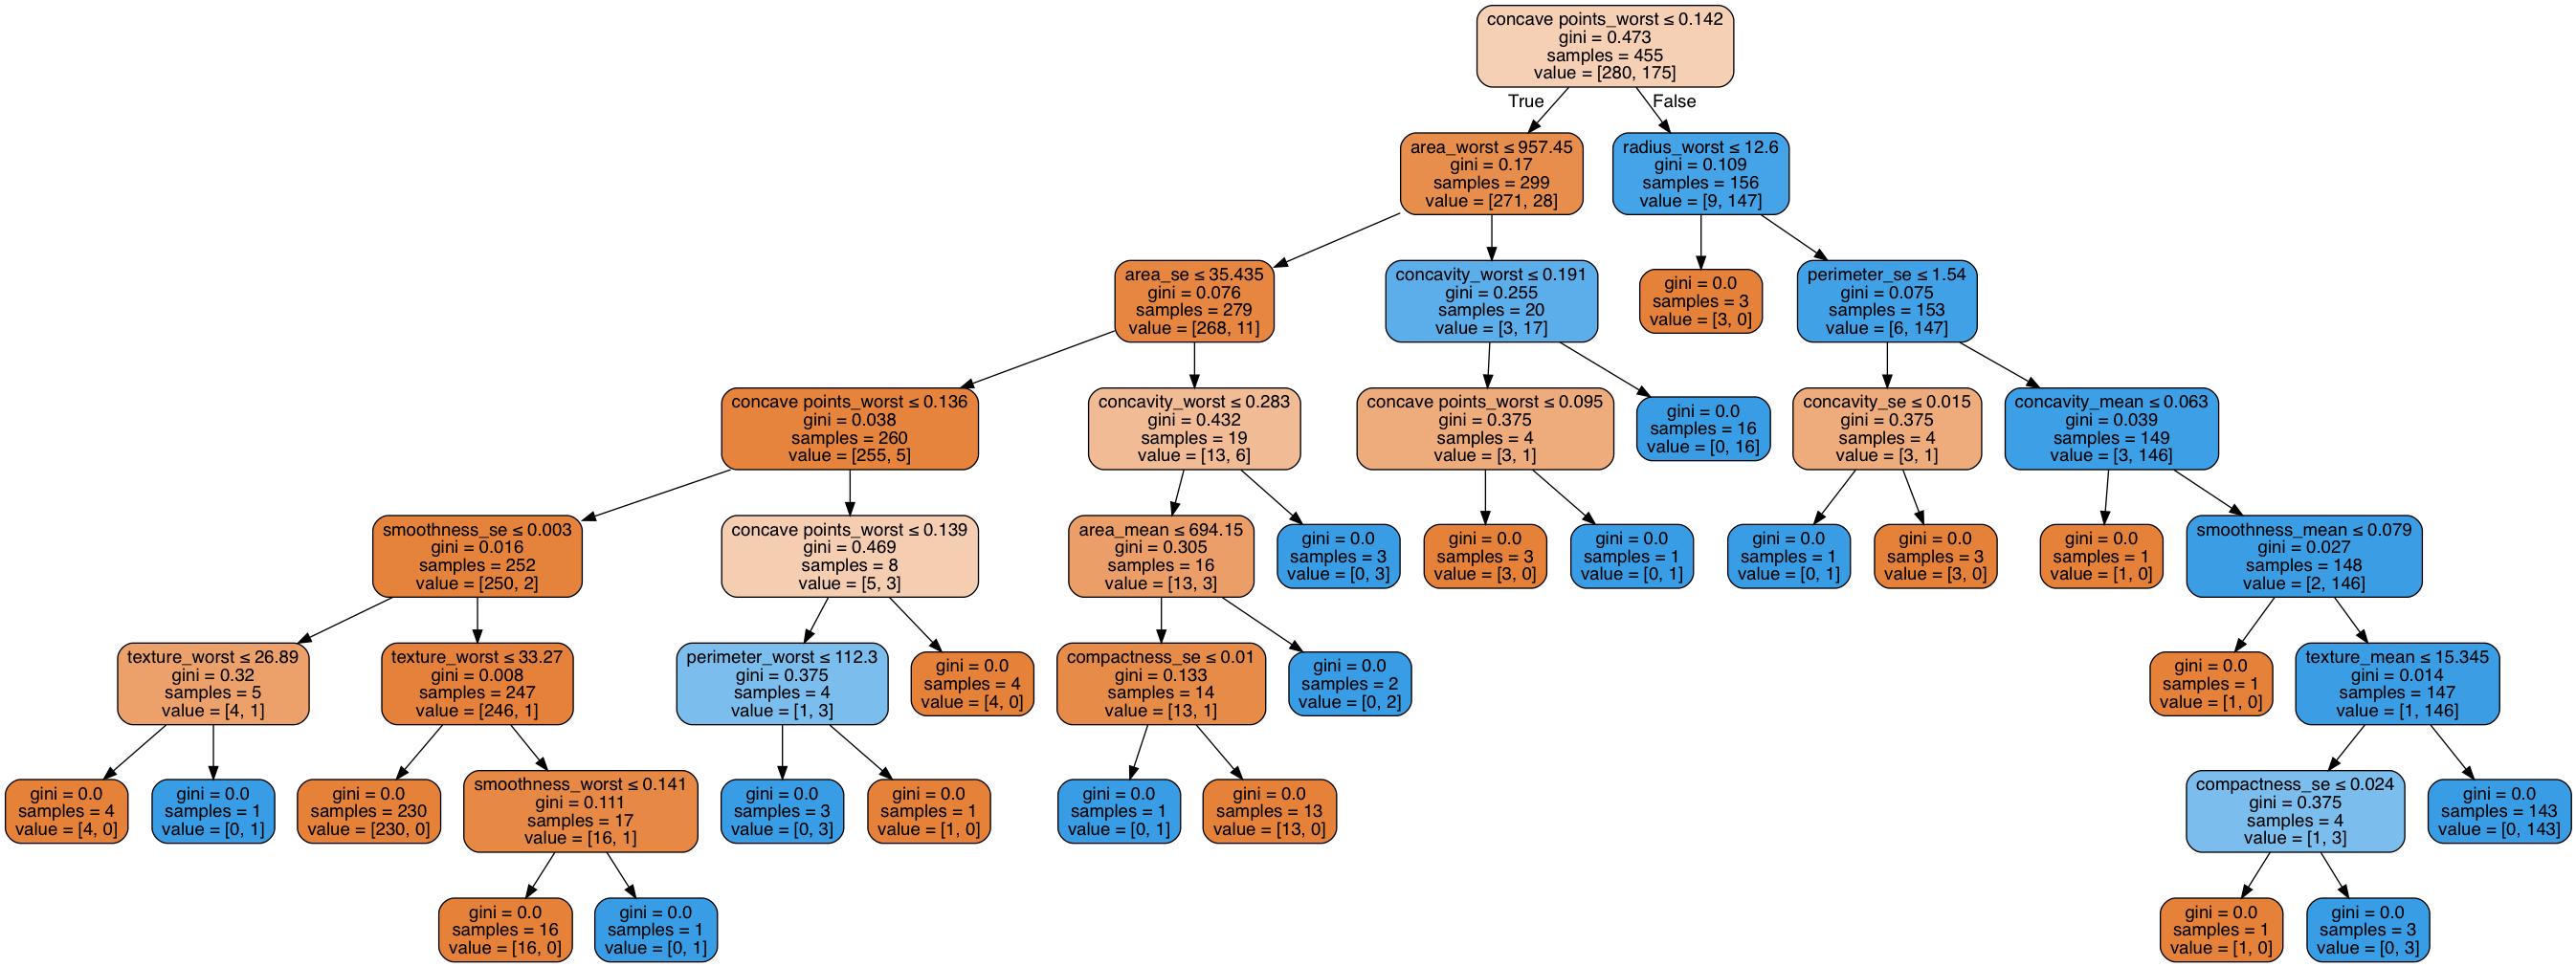 concave points_worst ≤ 0.142
gini = 0.473
samples = 455
value = [280, 175]
True
False
area_worst ≤ 957.45
gini = 0.17
samples = 299
value = [271, 28]
radius_worst ≤ 12.6
gini = 0.109
samples = 156
value = [9, 147]
area_se ≤ 35.435
gini = 0.076
samples = 279
value = [268, 11]
concavity_worst ≤ 0.191
gini = 0.255
samples = 20
value = [3, 17]
gini = 0.0
samples = 3
value = [3, 0]
perimeter_se ≤ 1.54
gini = 0.075
samples = 153
value = [6, 147]
concave points_worst ≤ 0.136
gini = 0.038
samples = 260
value = [255, 5]
concavity_worst ≤ 0.283
gini = 0.432
samples = 19
value = [13, 6]
concave points_worst ≤ 0.095
gini = 0.375
samples = 4
value = [3, 1]
gini = 0.0
samples = 16
value = [0, 16]
concavity_se ≤ 0.015
gini = 0.375
samples = 4
value = [3, 1]
concavity_mean ≤ 0.063
gini = 0.039
samples = 149
value = [3, 146]
smoothness_se ≤ 0.003
gini = 0.016
samples = 252
value = [250, 2]
concave points_worst ≤ 0.139
gini = 0.469
samples = 8
value = [5, 3]
area_mean ≤ 694.15
gini = 0.305
samples = 16
value = [13, 3]
gini = 0.0
samples = 3
value = [0, 3]
gini = 0.0
samples = 3
value = [3, 0]
gini = 0.0
samples = 1
value = [0, 1]
gini = 0.0
samples = 1
value = [0, 1]
gini = 0.0
samples = 3
value = [3, 0]
gini = 0.0
samples = 1
value = [1, 0]
smoothness_mean ≤ 0.079
gini = 0.027
samples = 148
value = [2, 146]
texture_worst ≤ 26.89
gini = 0.32
samples = 5
value = [4, 1]
texture_worst ≤ 33.27
gini = 0.008
samples = 247
value = [246, 1]
perimeter_worst ≤ 112.3
gini = 0.375
samples = 4
value = [1, 3]
gini = 0.0
samples = 4
value = [4, 0]
compactness_se ≤ 0.01
gini = 0.133
samples = 14
value = [13, 1]
gini = 0.0
samples = 2
value = [0, 2]
gini = 0.0
samples = 1
value = [1, 0]
texture_mean ≤ 15.345
gini = 0.014
samples = 147
value = [1, 146]
gini = 0.0
samples = 4
value = [4, 0]
gini = 0.0
samples = 1
value = [0, 1]
gini = 0.0
samples = 230
value = [230, 0]
smoothness_worst ≤ 0.141
gini = 0.111
samples = 17
value = [16, 1]
gini = 0.0
samples = 3
value = [0, 3]
gini = 0.0
samples = 1
value = [1, 0]
gini = 0.0
samples = 1
value = [0, 1]
gini = 0.0
samples = 13
value = [13, 0]
compactness_se ≤ 0.024
gini = 0.375
samples = 4
value = [1, 3]
gini = 0.0
samples = 143
value = [0, 143]
gini = 0.0
samples = 16
value = [16, 0]
gini = 0.0
samples = 1
value = [0, 1]
gini = 0.0
samples = 1
value = [1, 0]
gini = 0.0
samples = 3
value = [0, 3]